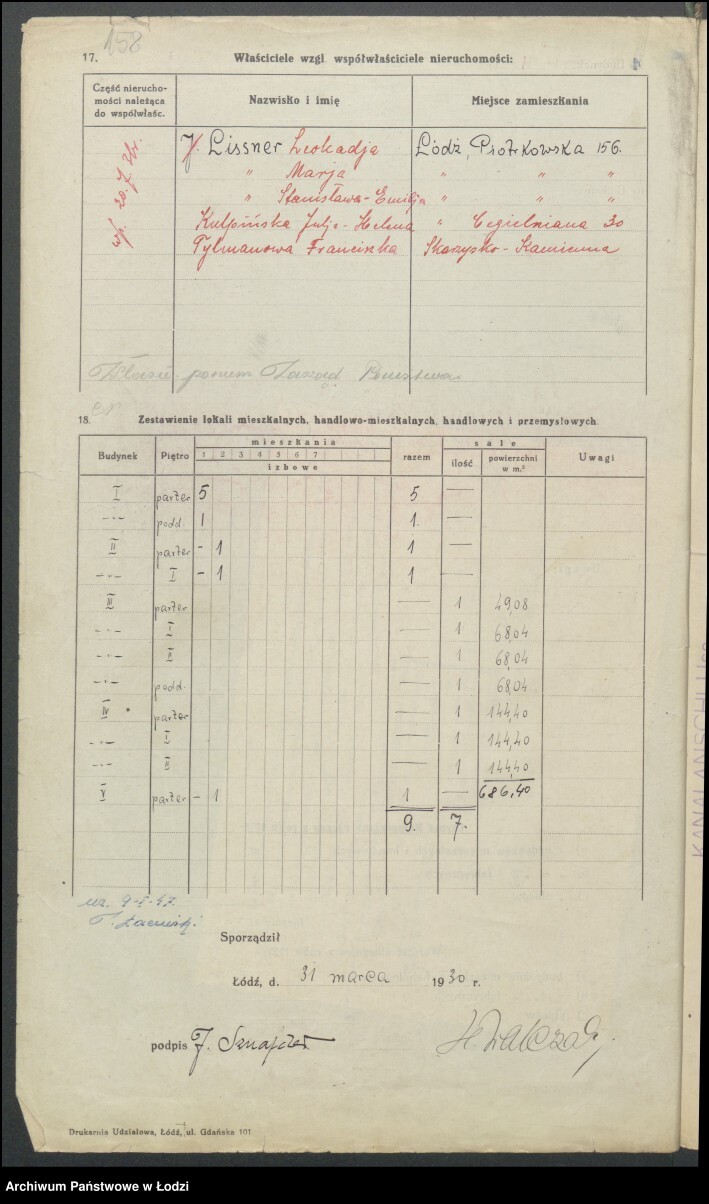 158
17. Właściciele wzgl. współwłaściciele nieruchomości:
Część nierucho-
mości należąca
do współwłaśc.
Nazwisko i imię
Miejsce zamieszkania
J. Lissner Leokadja Łódź, Piotrkowska 156.
" Marja " " "
" Stanisława-Emilja " " "
Kulpińska Julja-Helena " Cegielniana 30
Tylmanowa Franciszka Skarżysko-Kamienna
18. Zestawienie lokali mieszkalnych, handlowo-mieszkalnych, handlowych i przemysłowych
Budynek Piętro mieszkania razem sale Uwagi
1 2 3 4 5 6 7
izbowe
ilość powierzchni
w m.²
I parter 5 5 —
-"- podd. 1 1. —
II parter - 1 1 —
-"- I - 1 1 —
III parter — 1 49,08
-"- I — 1 68,04
-"- II — 1 68,04
-"- podd. — 1 68,04
IV parter — 1 144,40
-"- I — 1 144,40
-"- II — 1 144,40
V parter - 1 1 — 686,40
9. 7.
Sporządził
Łódź, d. 31 marca 1930 r.
podpis J. Sznajder
H. Walczak
Drukarnia Udziałowa, Łódź, ul. Gdańska 101
Archiwum Państwowe w Łodzi